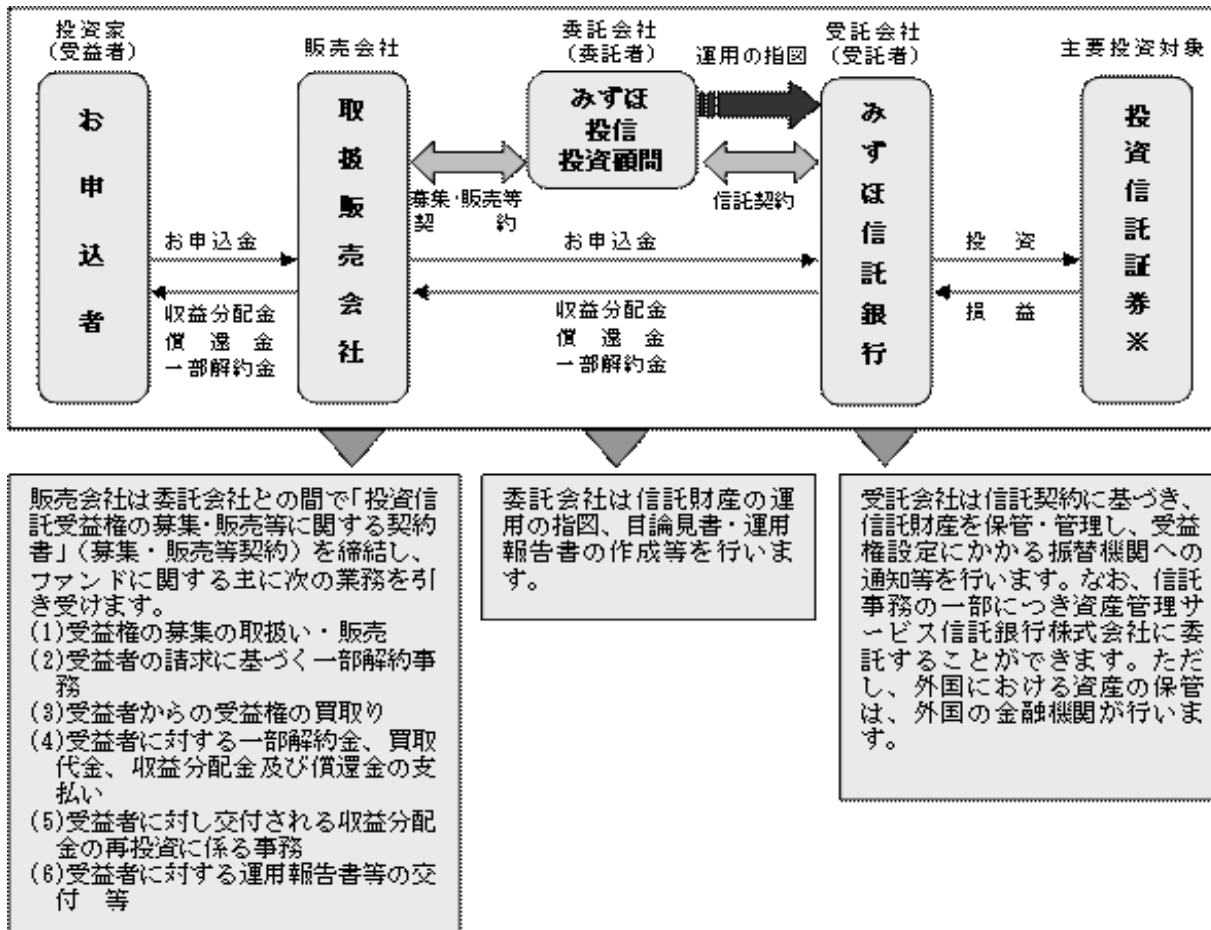 投資家
(受益者)
お申込者
販売会社
取扱販売会社
委託会社
(委託者)
みずほ
投信
投資顧問
運用の指図
受託会社
(受託者)
みずほ信託銀行
主要投資対象
投資信託証券※
募集・販売等
契　　約
信託契約
お申込金
収益分配金
償　還　金
一部解約金
お申込金
収益分配金
償　還　金
一部解約金
投　資
損　益
販売会社は委託会社との間で「投資信
託受益権の募集・販売等に関する契約
書」（募集・販売等契約）を締結し、
ファンドに関する主に次の業務を引
き受けます。
(1)受益権の募集の取扱い・販売
(2)受益者の請求に基づく一部解約事
務
(3)受益者からの受益権の買取り
(4)受益者に対する一部解約金、買取
代金、収益分配金及び償還金の支
払い
(5)受益者に対し交付される収益分配
金の再投資に係る事務
(6)受益者に対する運用報告書等の交
付　等
委託会社は信託財産の運
用の指図、目論見書・運用
報告書の作成等を行いま
す。
受託会社は信託契約に基づき、
信託財産を保管・管理し、受益
権設定にかかる振替機関への
通知等を行います。なお、信託
事務の一部につき資産管理サ
ービス信託銀行株式会社に委
託することができます。ただ
し、外国における資産の保管
は、外国の金融機関が行いま
す。